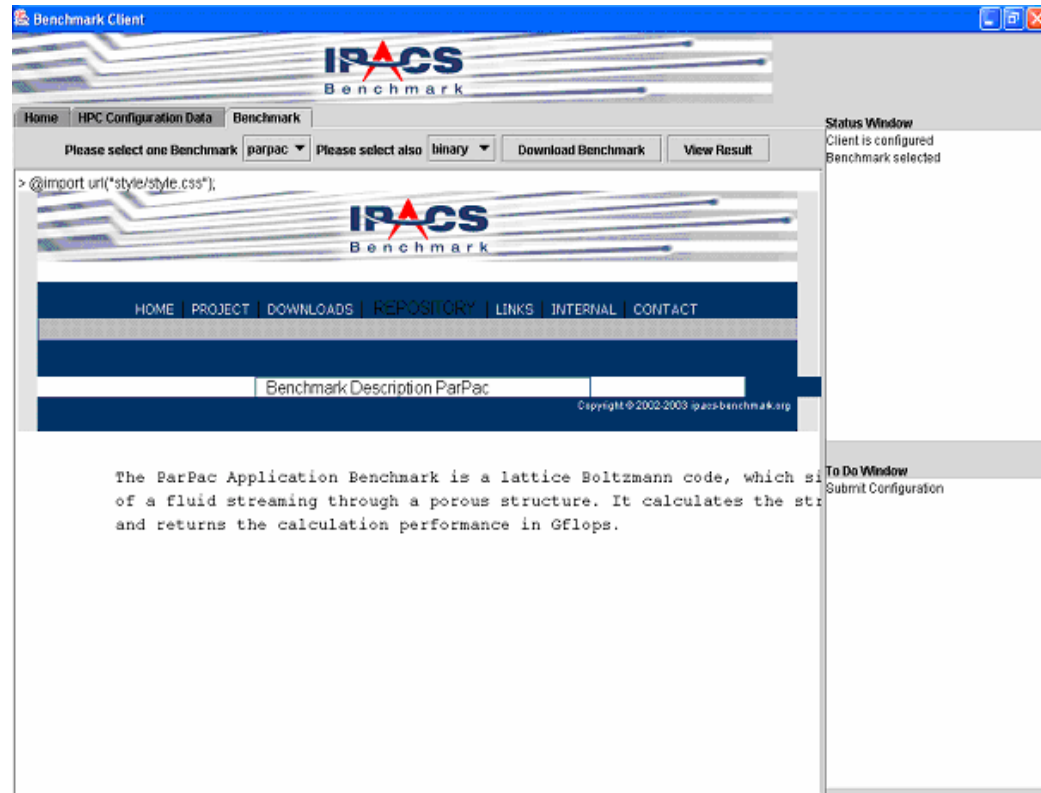 Benchmark Client
IPACS
Benchmark
Home HPC Configuration Data Benchmark
Please select one Benchmark parpac Please select also binary Download Benchmark View Result
> @import url("style/style.css");
IPACS
Benchmark
HOME | PROJECT | DOWNLOADS | REPOSITORY | LINKS | INTERNAL | CONTACT
Benchmark Description ParPac
Copyright © 2002-2003 ipacs-benchmark.org
The ParPac Application Benchmark is a lattice Boltzmann code, which si
of a fluid streaming through a porous structure. It calculates the str
and returns the calculation performance in Gflops.
Status Window
Client is configured
Benchmark selected
To Do Window
Submit Configuration